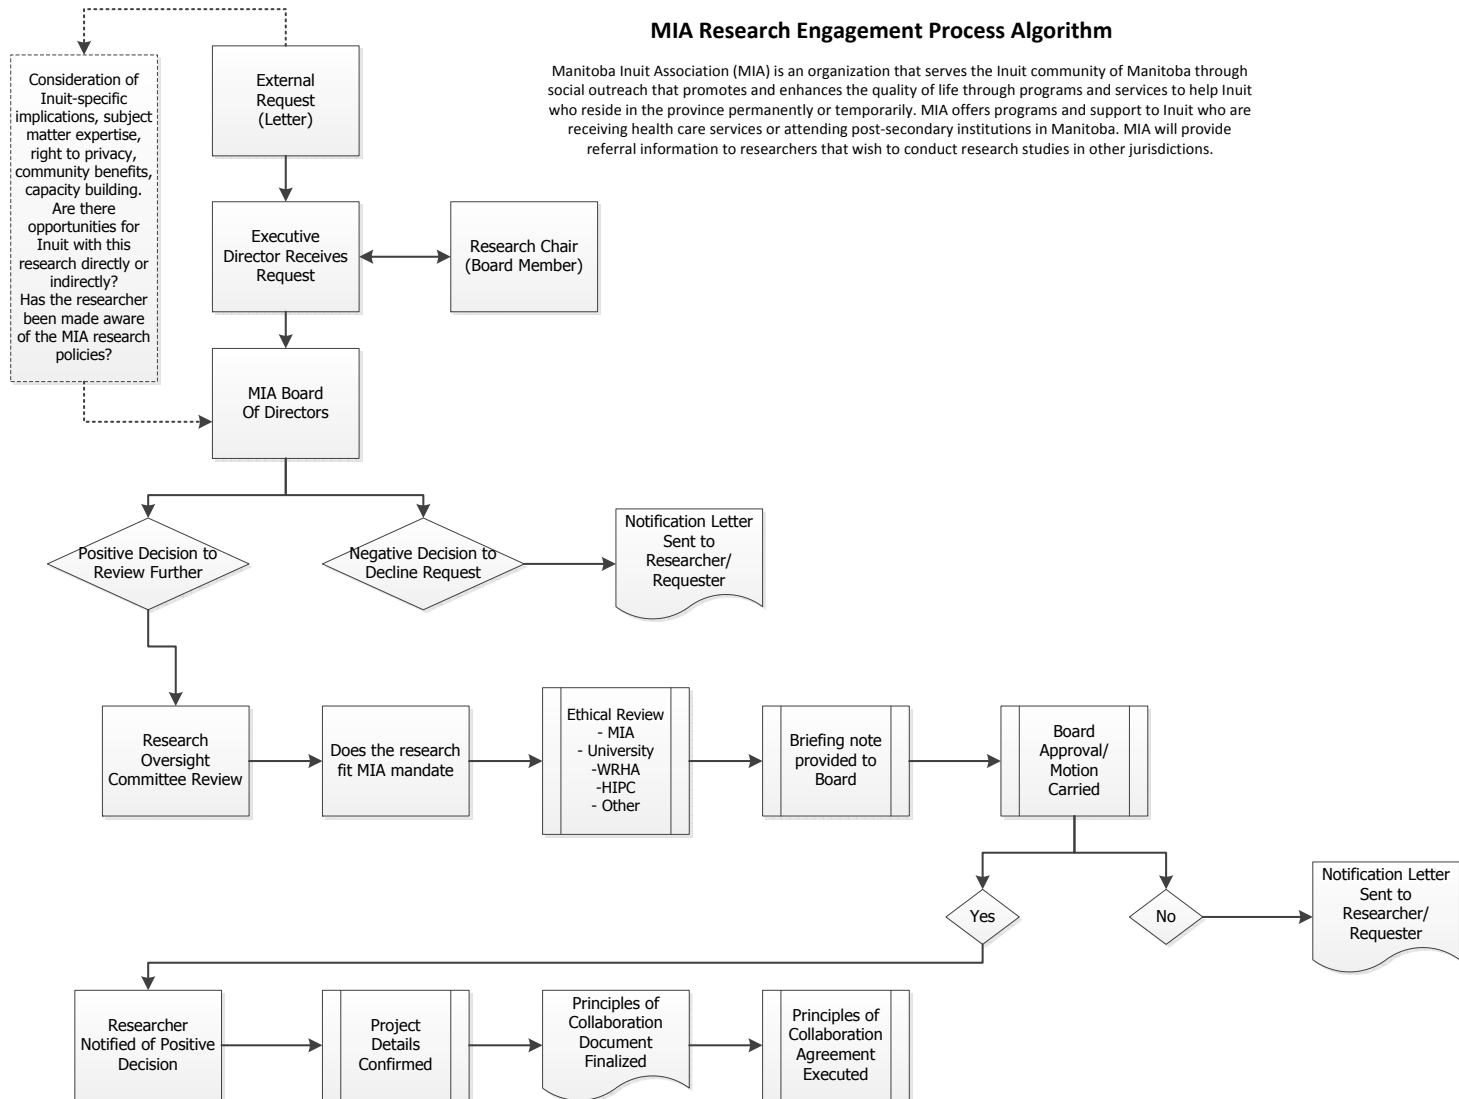 MIA Research Engagement Process Algorithm
Manitoba Inuit Association (MIA) is an organization that serves the Inuit community of Manitoba through
social outreach that promotes and enhances the quality of life through programs and services to help Inuit
who reside in the province permanently or temporarily. MIA offers programs and support to Inuit who are
receiving health care services or attending post-secondary institutions in Manitoba. MIA will provide
referral information to researchers that wish to conduct research studies in other jurisdictions.
Consideration of
Inuit-specific
implications, subject
matter expertise,
right to privacy,
community benefits,
capacity building.
Are there
opportunities for
Inuit with this
research directly or
indirectly?
Has the researcher
been made aware
of the MIA research
policies?
External
Request
(Letter)
Executive
Director Receives
Request
Research Chair
(Board Member)
MIA Board
Of Directors
Positive Decision to
Review Further
Negative Decision to
Decline Request
Notification Letter
Sent to
Researcher/
Requester
Research
Oversight
Committee Review
Does the research
fit MIA mandate
Ethical Review
- MIA
- University
-WRHA
-HIPC
- Other
Briefing note
provided to
Board
Board
Approval/
Motion
Carried
Yes
No
Notification Letter
Sent to
Researcher/
Requester
Researcher
Notified of Positive
Decision
Project
Details
Confirmed
Principles of
Collaboration
Document
Finalized
Principles of
Collaboration
Agreement
Executed